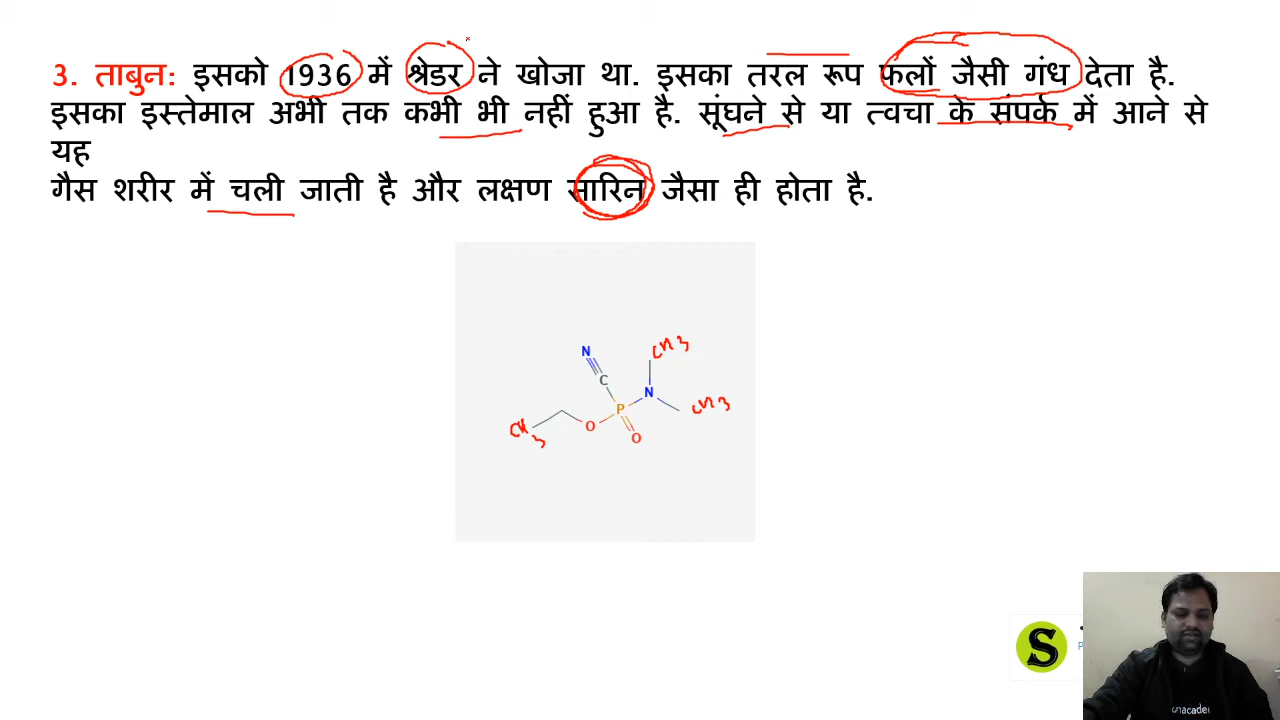 3. ताबुन: इसको 1936 में श्रेडर ने खोजा था. इसका तरल रूप फलों जैसी गंध देता है.
इसका इस्तेमाल अभी तक कभी भी नहीं हुआ है. सूंघने से या त्वचा के संपर्क में आने से
यह
गैस शरीर में चली जाती है और लक्षण सारिन जैसा ही होता है.
CH3
N
C
N
CH3
P
CH3
O
O
S
P
unacade